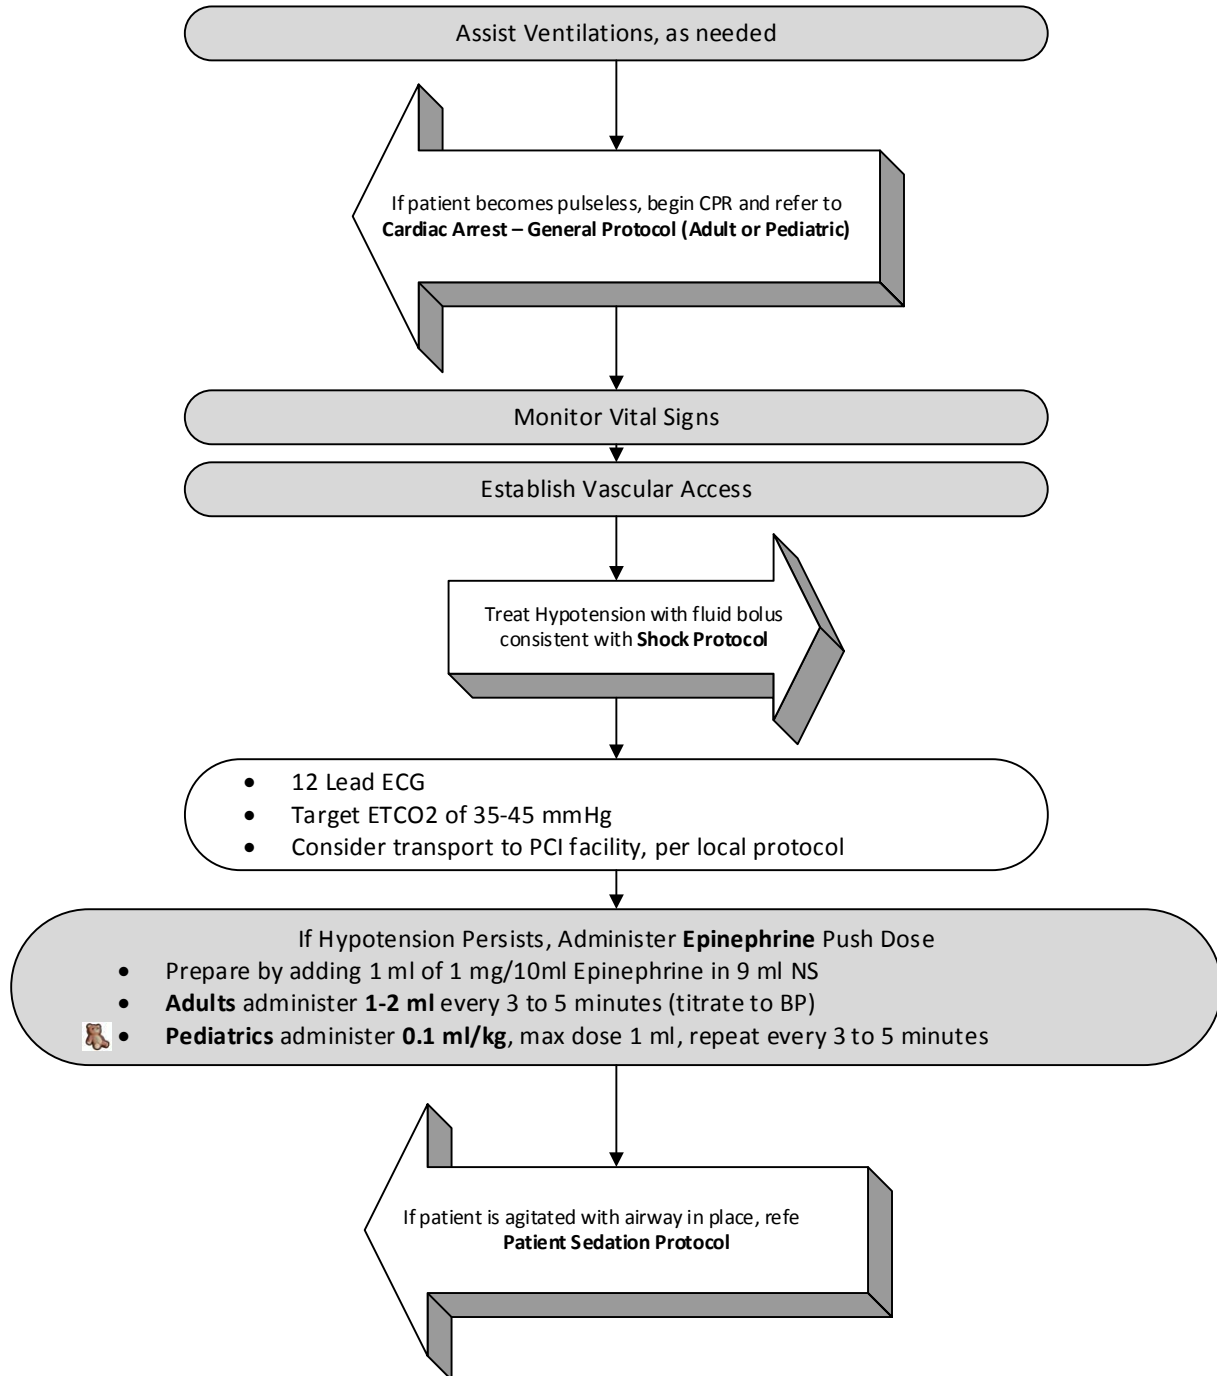 Assist Ventilations, as needed
If patient becomes pulseless, begin CPR and refer to
Cardiac Arrest – General Protocol (Adult or Pediatric)
Monitor Vital Signs
Establish Vascular Access
Treat Hypotension with fluid bolus
consistent with Shock Protocol
• 12 Lead ECG
• Target ETCO2 of 35-45 mmHg
• Consider transport to PCI facility, per local protocol
If Hypotension Persists, Administer Epinephrine Push Dose
• Prepare by adding 1 ml of 1 mg/10ml Epinephrine in 9 ml NS
• Adults administer 1-2 ml every 3 to 5 minutes (titrate to BP)
• Pediatrics administer 0.1 ml/kg, max dose 1 ml, repeat every 3 to 5 minutes
If patient is agitated with airway in place, refe
Patient Sedation Protocol